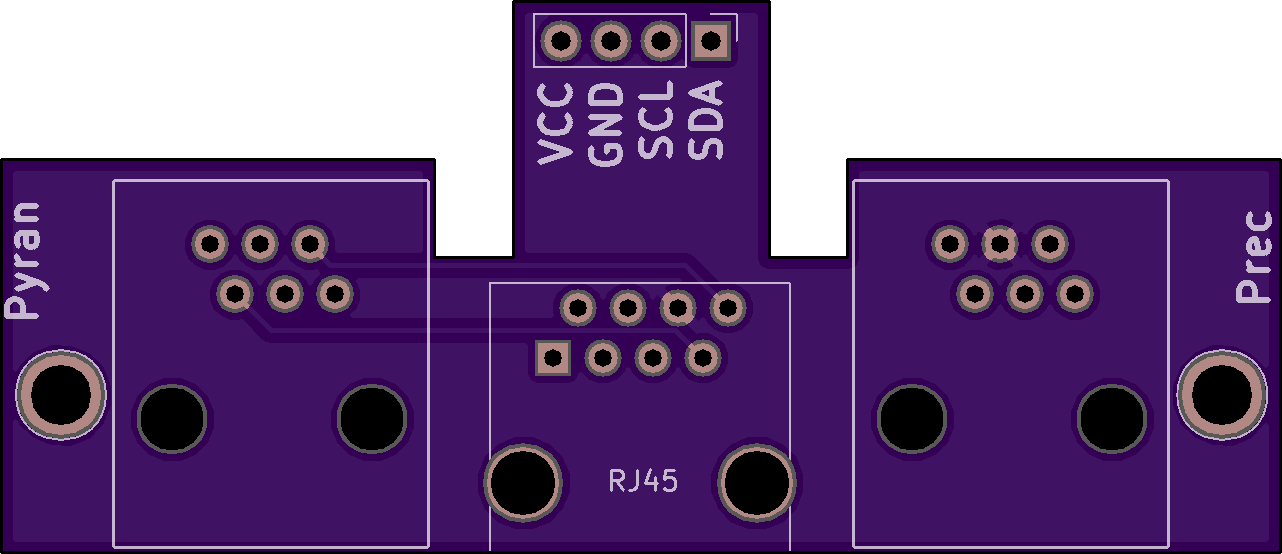 VCC
GND
SCL
SDA
Pyran
Prec
RJ45